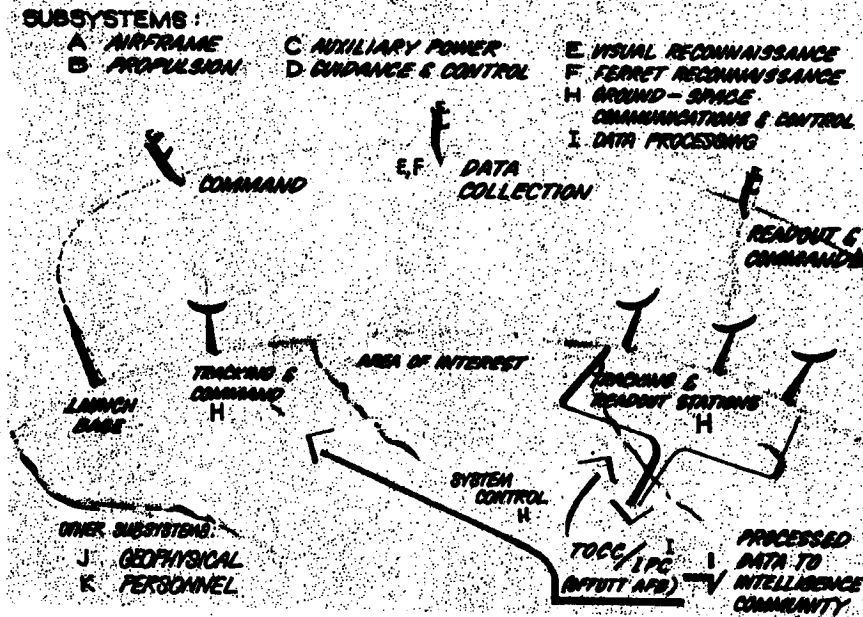 SUBSYSTEMS:
A AIRFRAME
B PROPULSION
C AUXILIARY POWER
D GUIDANCE & CONTROL
E VISUAL RECONNAISSANCE
F FERRET RECONNAISSANCE
H GROUND-SPACE
COMMUNICATIONS & CONTROL
I DATA PROCESSING
COMMAND
E,F
DATA
COLLECTION
READOUT &
COMMAND
LAUNCH
BASE
TRACKING &
COMMAND
H
AREA OF INTEREST
TRACKING &
READOUT STATIONS
H
SYSTEM
CONTROL
H
OTHER SUBSYSTEMS:
J GEOPHYSICAL
K PERSONNEL
TOCC/IPC
I
(OFFUTT AFB)
I
PROCESSED
DATA TO
INTELLIGENCE
COMMUNITY